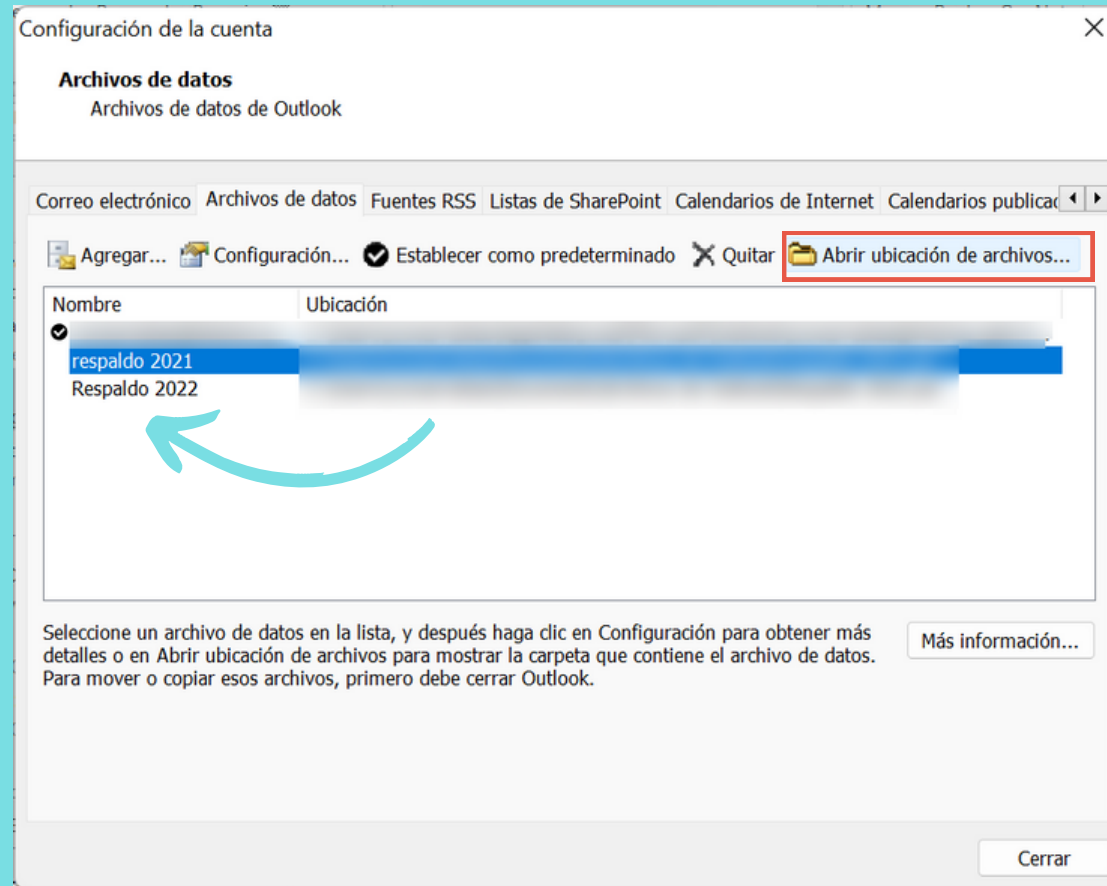 Configuración de la cuenta
Archivos de datos
Archivos de datos de Outlook
Correo electrónico Archivos de datos Fuentes RSS Listas de SharePoint Calendarios de Internet Calendarios publicac
Agregar... Configuración... Establecer como predeterminado Quitar Abrir ubicación de archivos...
Nombre Ubicación
respaldo 2021
Respaldo 2022
Seleccione un archivo de datos en la lista, y después haga clic en Configuración para obtener más
detalles o en Abrir ubicación de archivos para mostrar la carpeta que contiene el archivo de datos.
Para mover o copiar esos archivos, primero debe cerrar Outlook.
Más información...
Cerrar